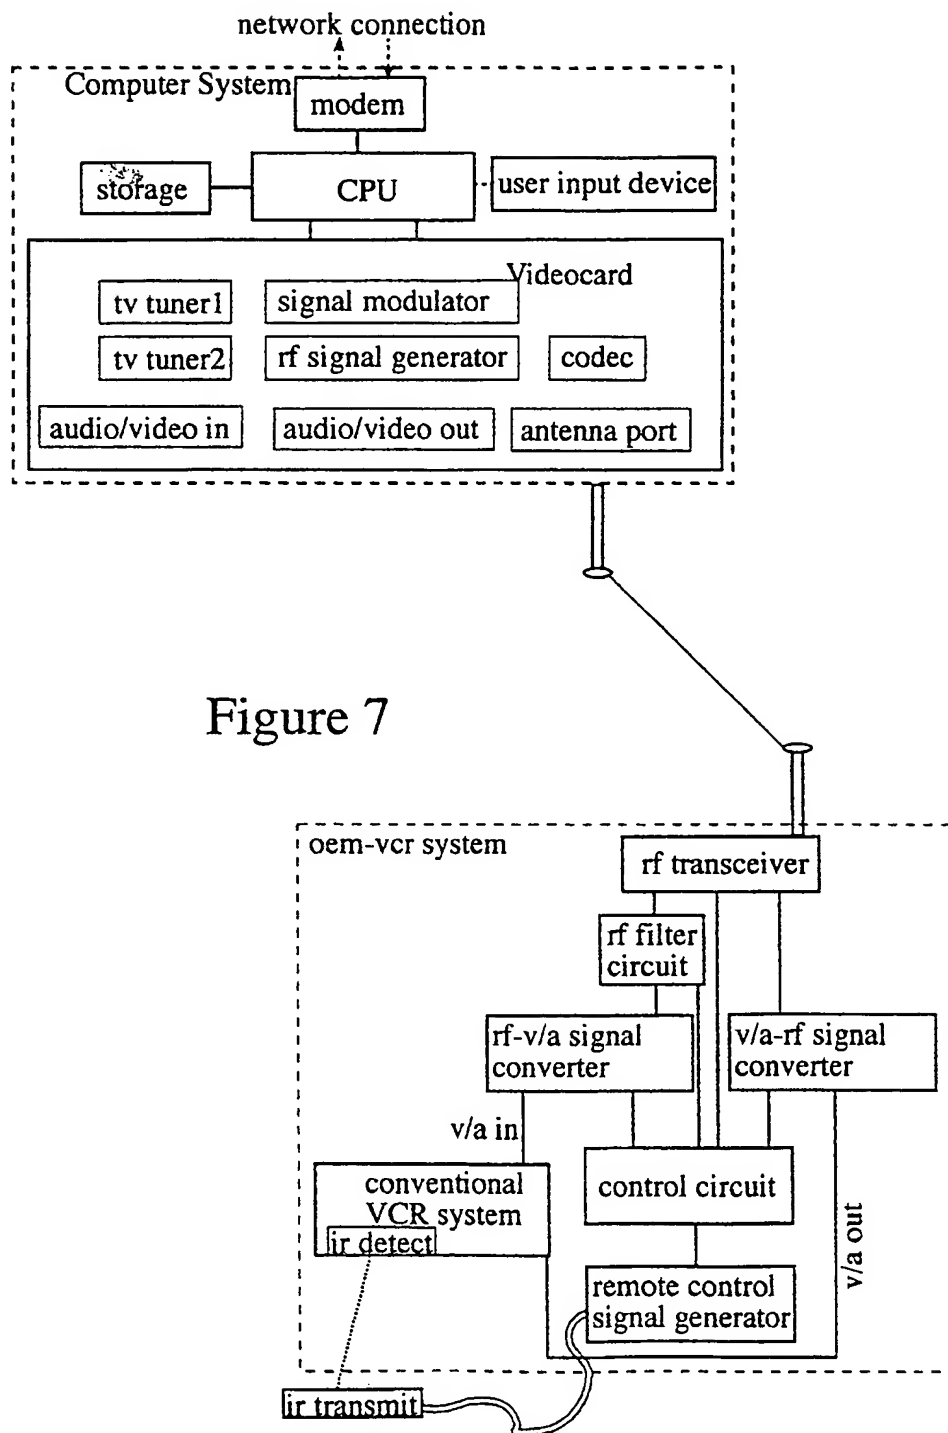 network connection
Computer System
modem
storage
CPU
user input device
Videocard
tv tuner1
signal modulator
tv tuner2
rf signal generator
codec
audio/video in
audio/video out
antenna port
Figure 7
oem-vcr system
rf transceiver
rf filter
circuit
rf-v/a signal
converter
v/a-rf signal
converter
v/a in
conventional
VCR system
ir detect
control circuit
v/a out
remote control
signal generator
ir transmit